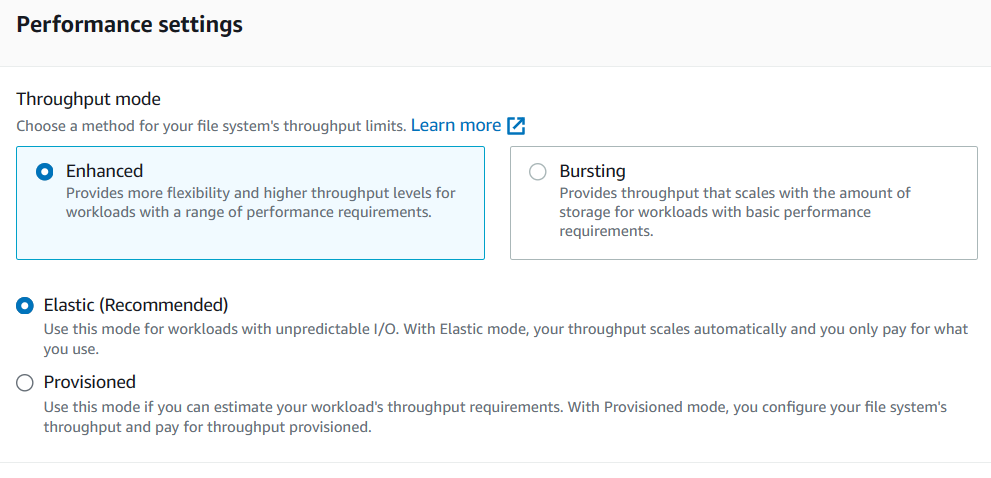 Performance settings
Throughput mode
Choose a method for your file system's throughput limits. Learn more
Enhanced
Provides more flexibility and higher throughput levels for
workloads with a range of performance requirements.
Bursting
Provides throughput that scales with the amount of
storage for workloads with basic performance
requirements.
Elastic (Recommended)
Use this mode for workloads with unpredictable I/O. With Elastic mode, your throughput scales automatically and you only pay for what
you use.
Provisioned
Use this mode if you can estimate your workload's throughput requirements. With Provisioned mode, you configure your file system's
throughput and pay for throughput provisioned.